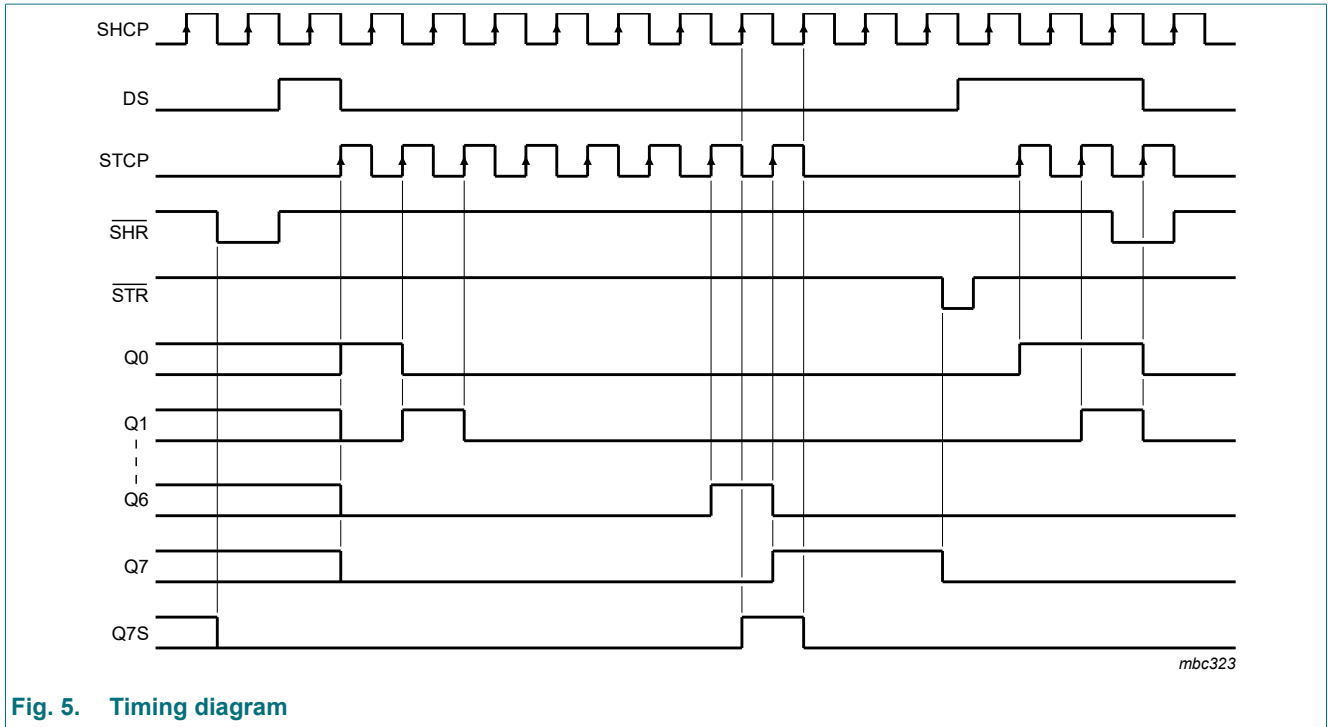 SHCP
DS
STCP
SHR
STR
Q0
Q1
Q6
Q7
Q7S
mbc323
Fig. 5. Timing diagram